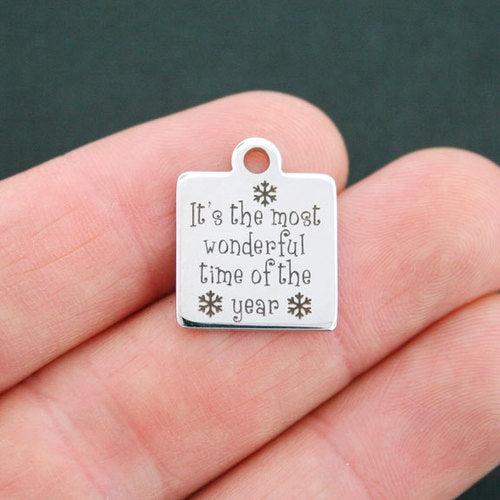 It's the most
wonderful
time of the
year